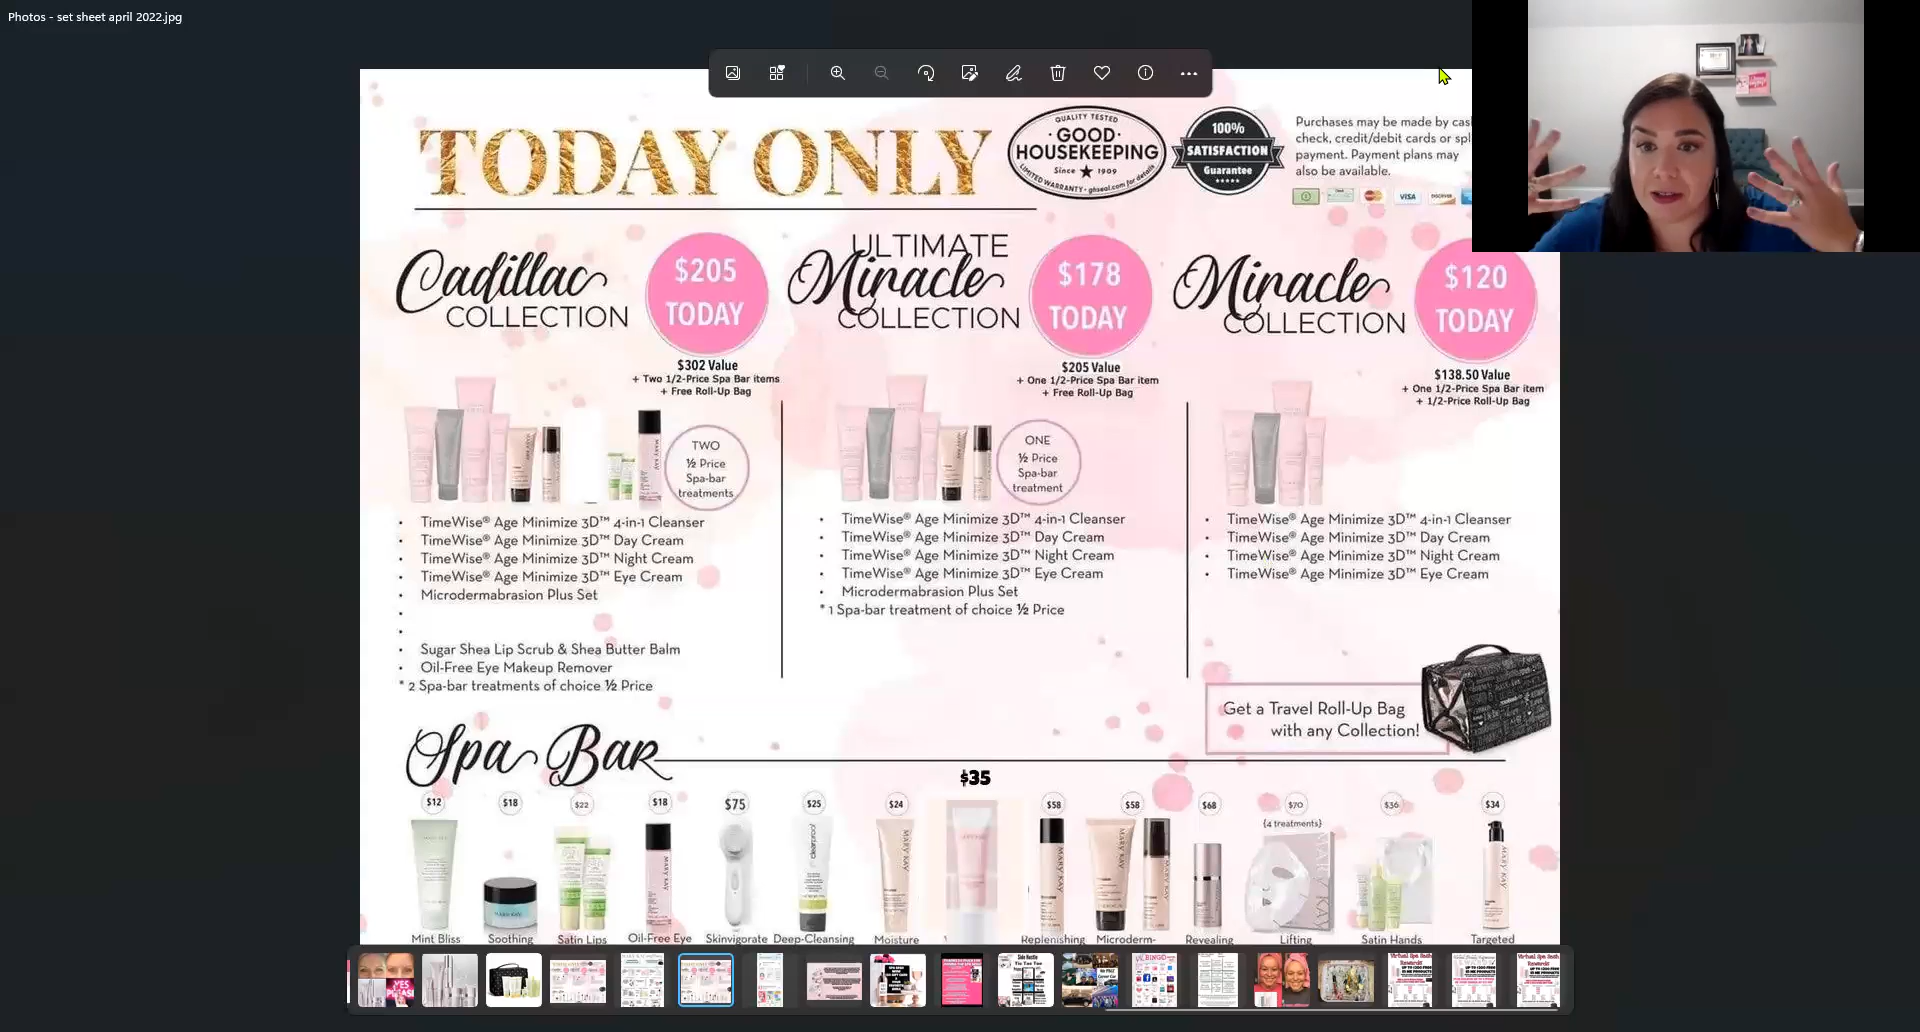 Photos - set sheet april 2022.jpg
TODAY ONLY
QUALITY TESTED
GOOD
HOUSEKEEPING
Since ★ 1909
LIMITED WARRANTY • ghseal.com for details
100%
SATISFACTION
Guarantee
Purchases may be made by
check, credit/debit cards or
payment. Payment plans may
also be available.
VISA
DISCOVER
Cadillac
COLLECTION
$205
TODAY
$302 Value
+ Two 1/2-Price Spa Bar items
+ Free Roll-Up Bag
TWO
½ Price
Spa-bar
treatments
• TimeWise® Age Minimize 3D™ 4-in-1 Cleanser
• TimeWise® Age Minimize 3D™ Day Cream
• TimeWise® Age Minimize 3D™ Night Cream
• TimeWise® Age Minimize 3D™ Eye Cream
• Microdermabrasion Plus Set
•
•
• Sugar Shea Lip Scrub & Shea Butter Balm
• Oil-Free Eye Makeup Remover
* 2 Spa-bar treatments of choice ½ Price
ULTIMATE
Miracle
COLLECTION
$178
TODAY
$205 Value
+ One 1/2-Price Spa Bar item
+ Free Roll-Up Bag
ONE
½ Price
Spa-bar
treatment
• TimeWise® Age Minimize 3D™ 4-in-1 Cleanser
• TimeWise® Age Minimize 3D™ Day Cream
• TimeWise® Age Minimize 3D™ Night Cream
• TimeWise® Age Minimize 3D™ Eye Cream
Microdermabrasion Plus Set
* 1 Spa-bar treatment of choice ½ Price
Miracle
COLLECTION
$120
TODAY
$138.50 Value
+ One 1/2-Price Spa Bar item
+ 1/2-Price Roll-Up Bag
• TimeWise® Age Minimize 3D™ 4-in-1 Cleanser
• TimeWise® Age Minimize 3D™ Day Cream
• TimeWise® Age Minimize 3D™ Night Cream
• TimeWise® Age Minimize 3D™ Eye Cream
Get a Travel Roll-Up Bag
with any Collection!
Spa Bar
$35
$12 $18 $22 $18 $75 $25 $24 $58 $58 $68 $70 $36 $34
{4 treatments}
clearproof
MARY KAY
Mint Bliss Soothing Satin Lips Oil-Free Eye Skinvigorate Deep-Cleansing Moisture Replenishing Microderm- Revealing Lifting Satin Hands Targeted
YES
PLEASE
BINGO